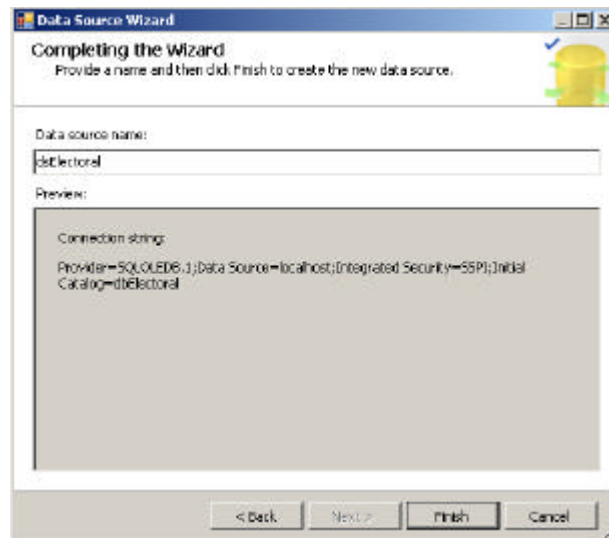 Data Source Wizard
Completing the Wizard
Provide a name and then click Finish to create the new data source.
Data source name:
dsElectoral
Preview:
Connection string:
Provider=SQLOLEDB.1;Data Source=localhost;Integrated Security=SSPI;Initial
Catalog=dbElectoral
< Back Next > Finish Cancel